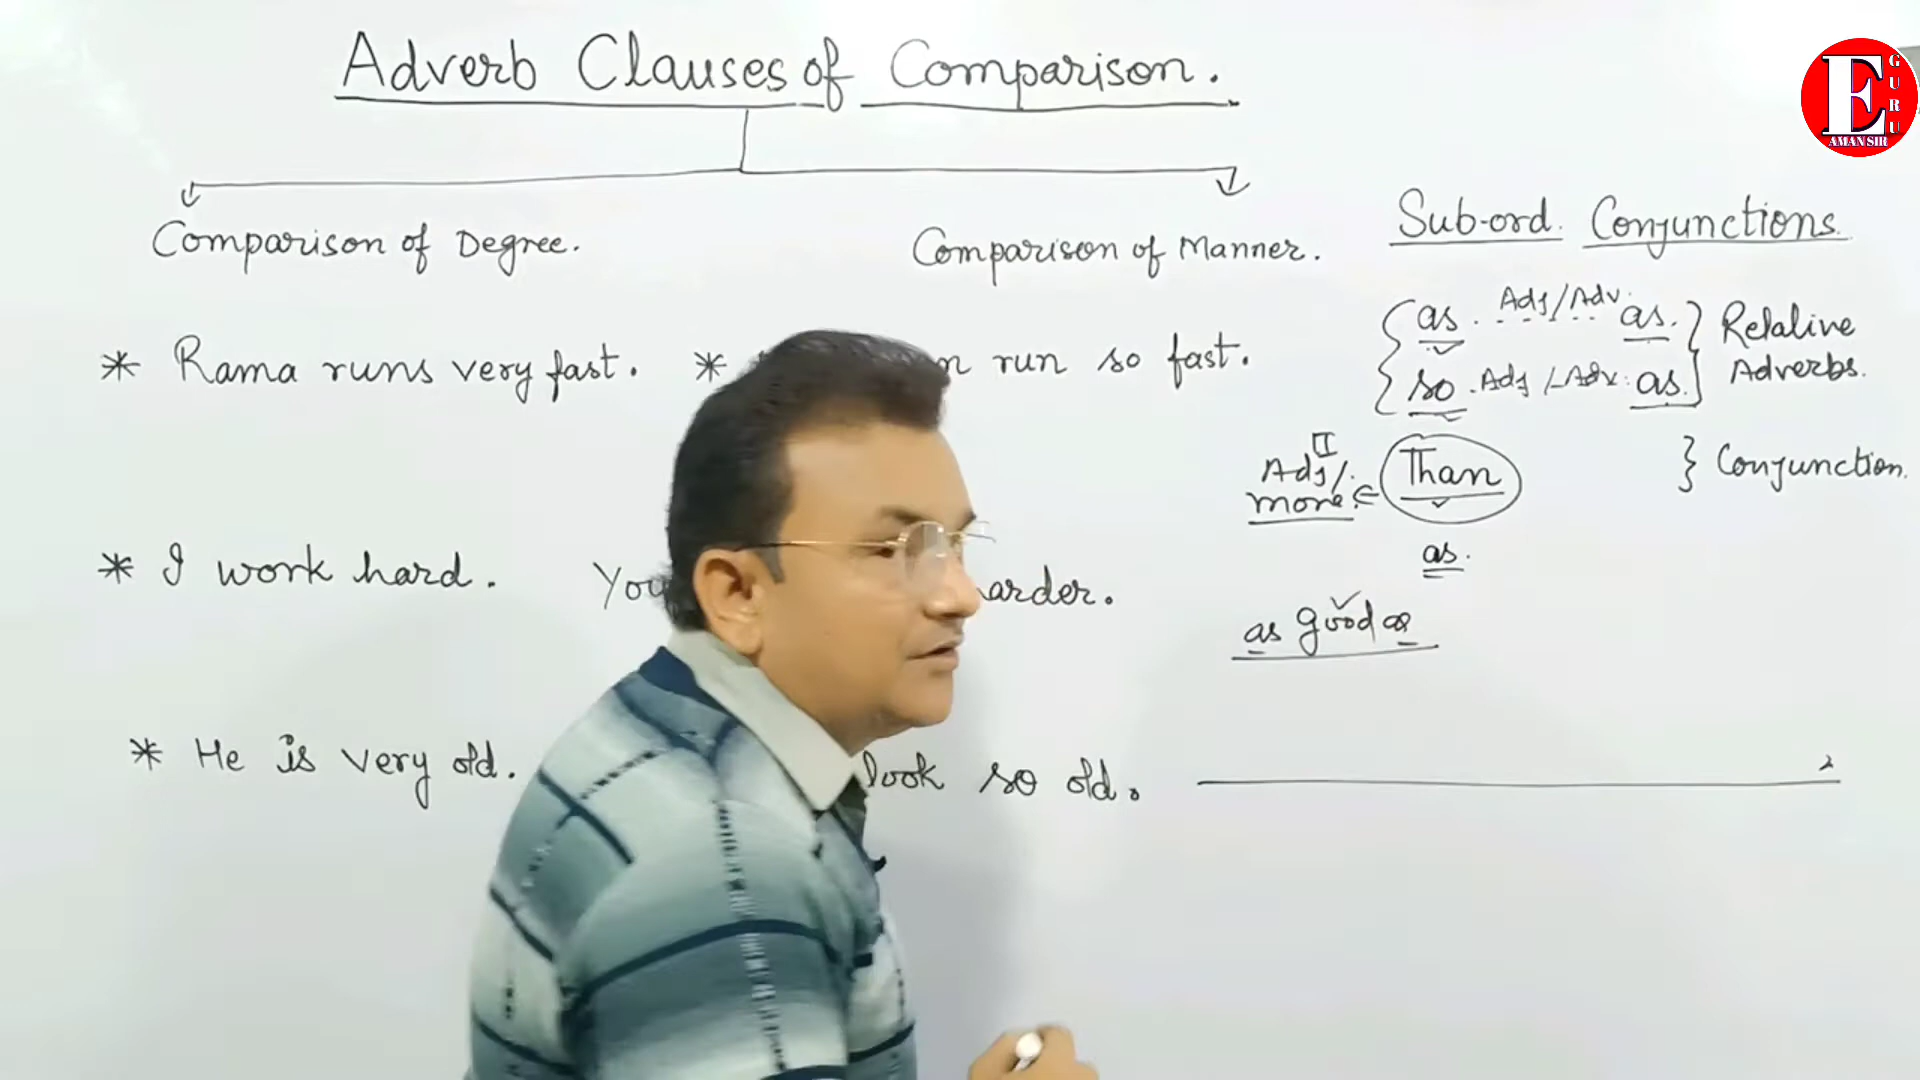 Adverb Clauses of Comparison.
Comparison of Degree.
Comparison of Manner.
* Rama runs very fast. * run so fast.
* I work hard. You arder.
* He is very old. look so old.
Sub-ord. Conjunctions.
as. Adj/Adv. as. } Relative
so. Adj/Adv. as. } Adverbs.
II
Adj/. Than } Conjunction.
more.
as.
as good as
E GURU
AMAN SIR